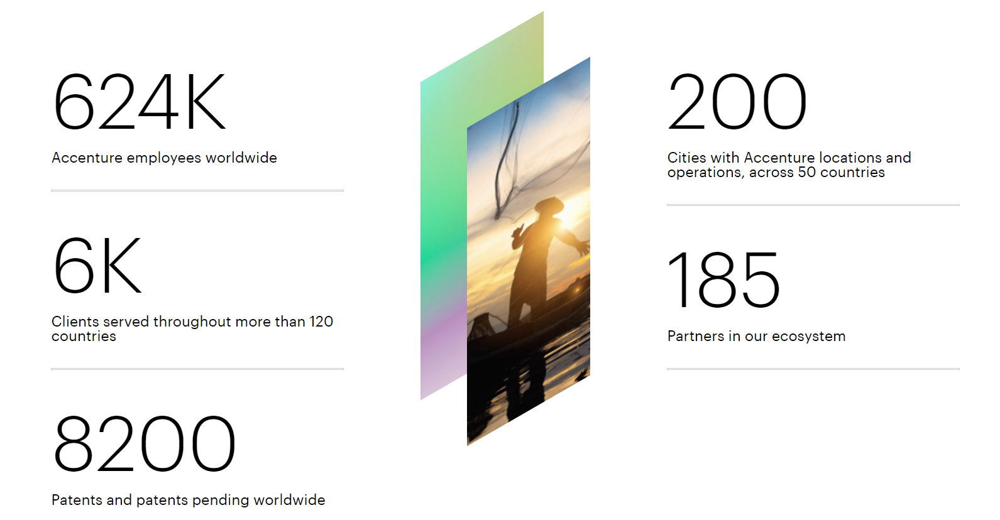 624K
Accenture employees worldwide
6K
Clients served throughout more than 120
countries
8200
Patents and patents pending worldwide
200
Cities with Accenture locations and
operations, across 50 countries
185
Partners in our ecosystem